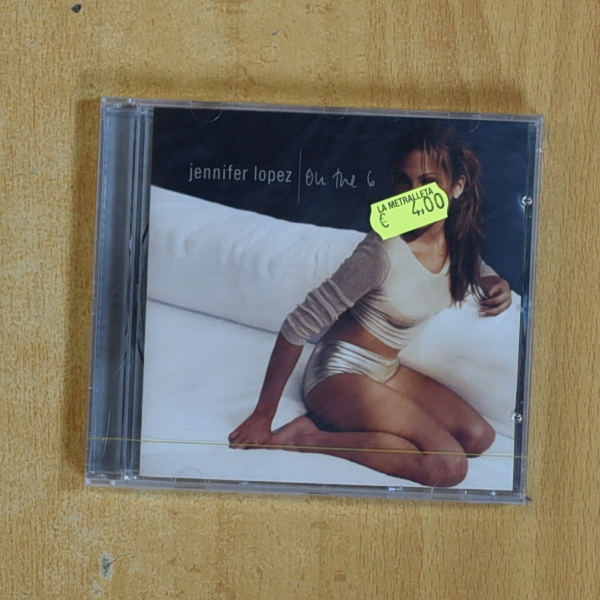 jennifer lopez | On the 6
LA METRALLETA
€ 4,00